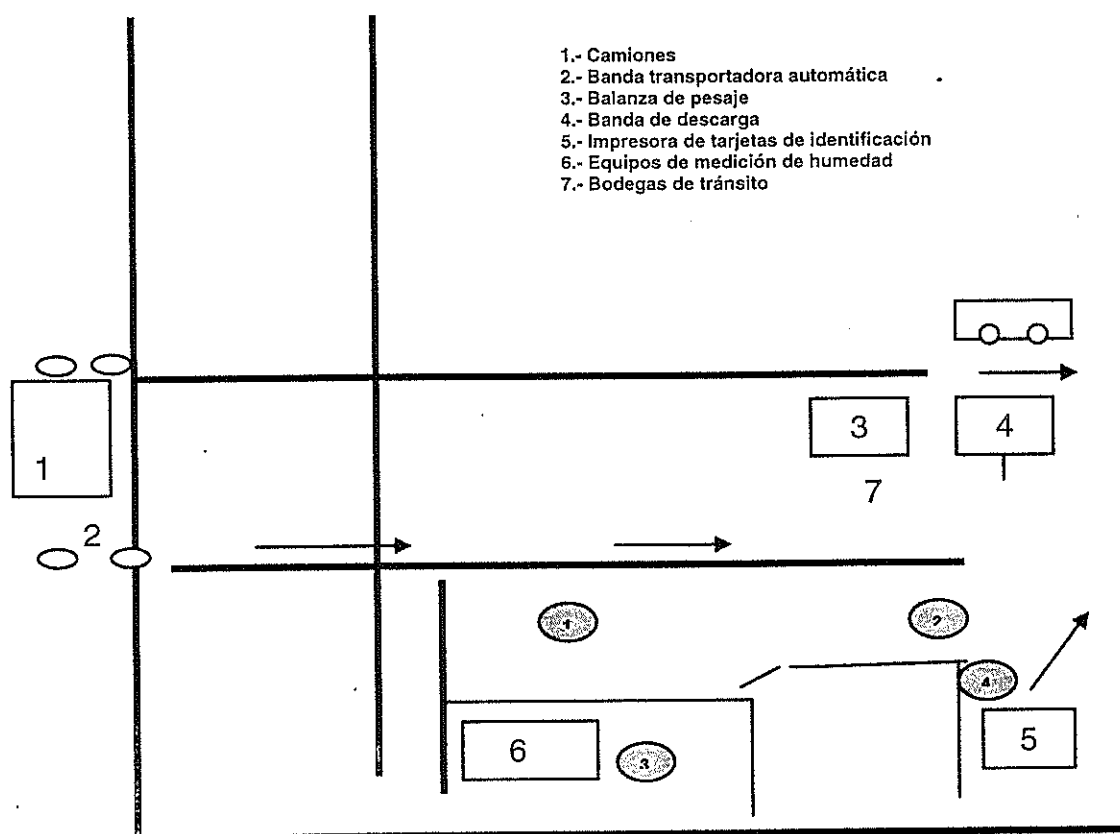 1.- Camiones
2.- Banda transportadora automática
3.- Balanza de pesaje
4.- Banda de descarga
5.- Impresora de tarjetas de identificación
6.- Equipos de medición de humedad
7.- Bodegas de tránsito
3
4
1
7
2
1
2
4
6
3
5